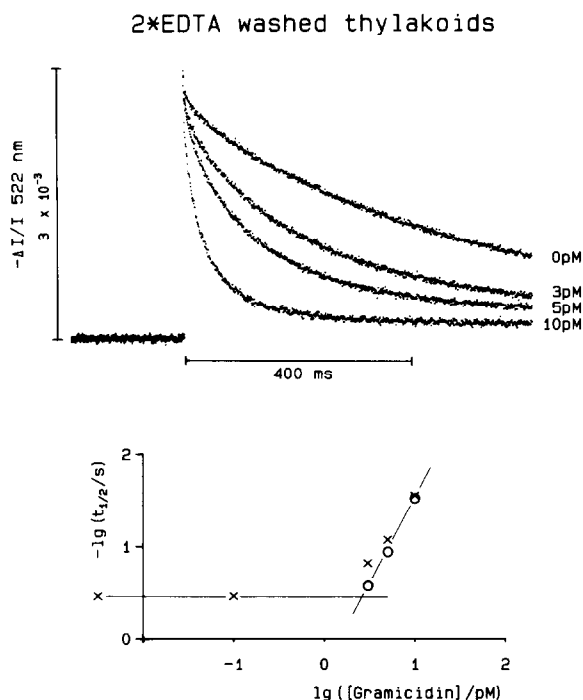 2*EDTA washed thylakoids
-ΔI/I 522 nm
3 x 10⁻³
0pM
3pM
5pM
10pM
400 ms
-lg(t₁/₂/s)
2
1
0
-1
0
1
2
lg([Gramicidin]/pM)